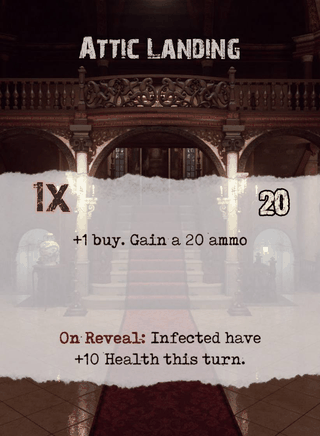 Attic Landing
1X
20
+1 buy. Gain a 20 ammo
On Reveal: Infected have
+10 Health this turn.